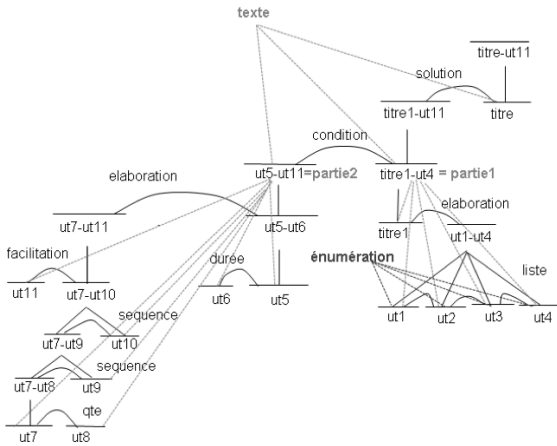 texte
titre-ut11
solution
titre1-ut11 titre
condition
ut5-ut11=partie2 titre1-ut4 = partie1
elaboration
elaboration
ut7-ut11 ut5-ut6 titre1 ut1-ut4
facilitation durée énumération
liste
ut11 ut7-ut10 ut6 ut5
ut1 ut2 ut3 ut4
sequence
ut7-ut9 ut10
sequence
ut7-ut8 ut9
qte
ut7 ut8